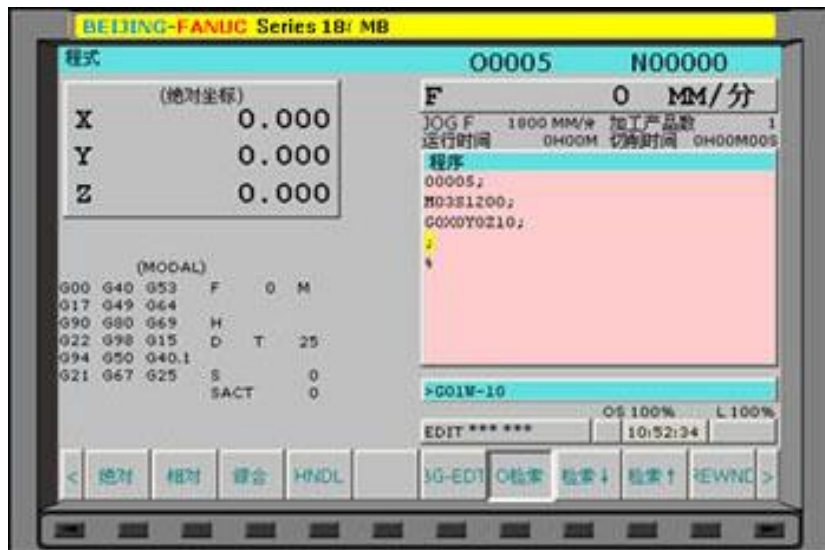 BEIJING-FANUC Series 18i MB
程式 O0005 N00000
(绝对坐标)
X 0.000
Y 0.000
Z 0.000
F 0 MM/分
JOG F 1800 MM/分 加工产品数 1
运行时间 0H00M 切削时间 0H00M00S
程序
O0005;
M03S1200;
G0X0Y0Z10;
;
%
(MODAL)
G00 G40 G53 F 0 M
G17 G49 G64
G90 G80 G69 H
G22 G98 G15 D T 25
G94 G50 G40.1
G21 G67 G25 S 0
SACT 0
>G01W-10
OS 100% L 100%
EDIT *** *** 10:52:34
< 绝对 相对 综合 HNDL BG-EDT O检索 检索↓ 检索↑ REWND >